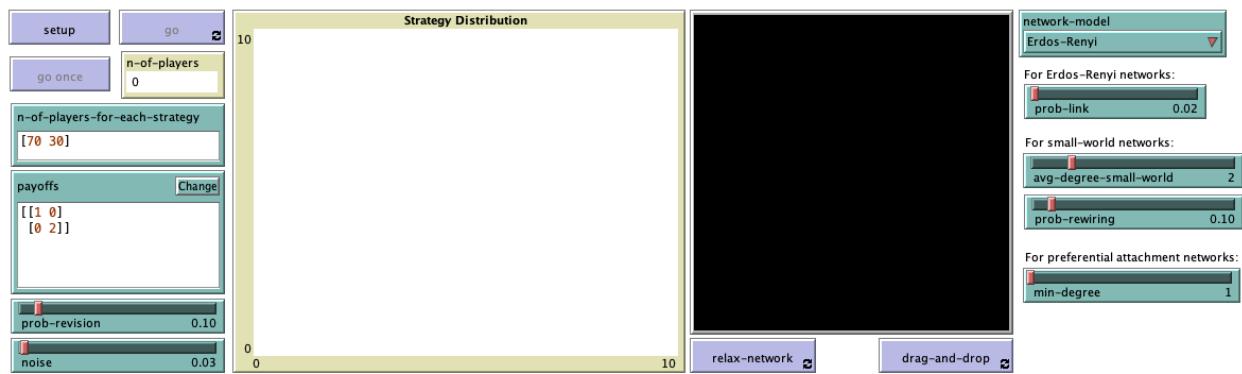 setup
go
go once
n-of-players
0
n-of-players-for-each-strategy
[70 30]
payoffs
Change
[[1 0]
[0 2]]
prob-revision 0.10
noise 0.03
Strategy Distribution
10
0
0 10
relax-network
drag-and-drop
network-model
Erdos-Renyi
For Erdos-Renyi networks:
prob-link 0.02
For small-world networks:
avg-degree-small-world 2
prob-rewiring 0.10
For preferential attachment networks:
min-degree 1